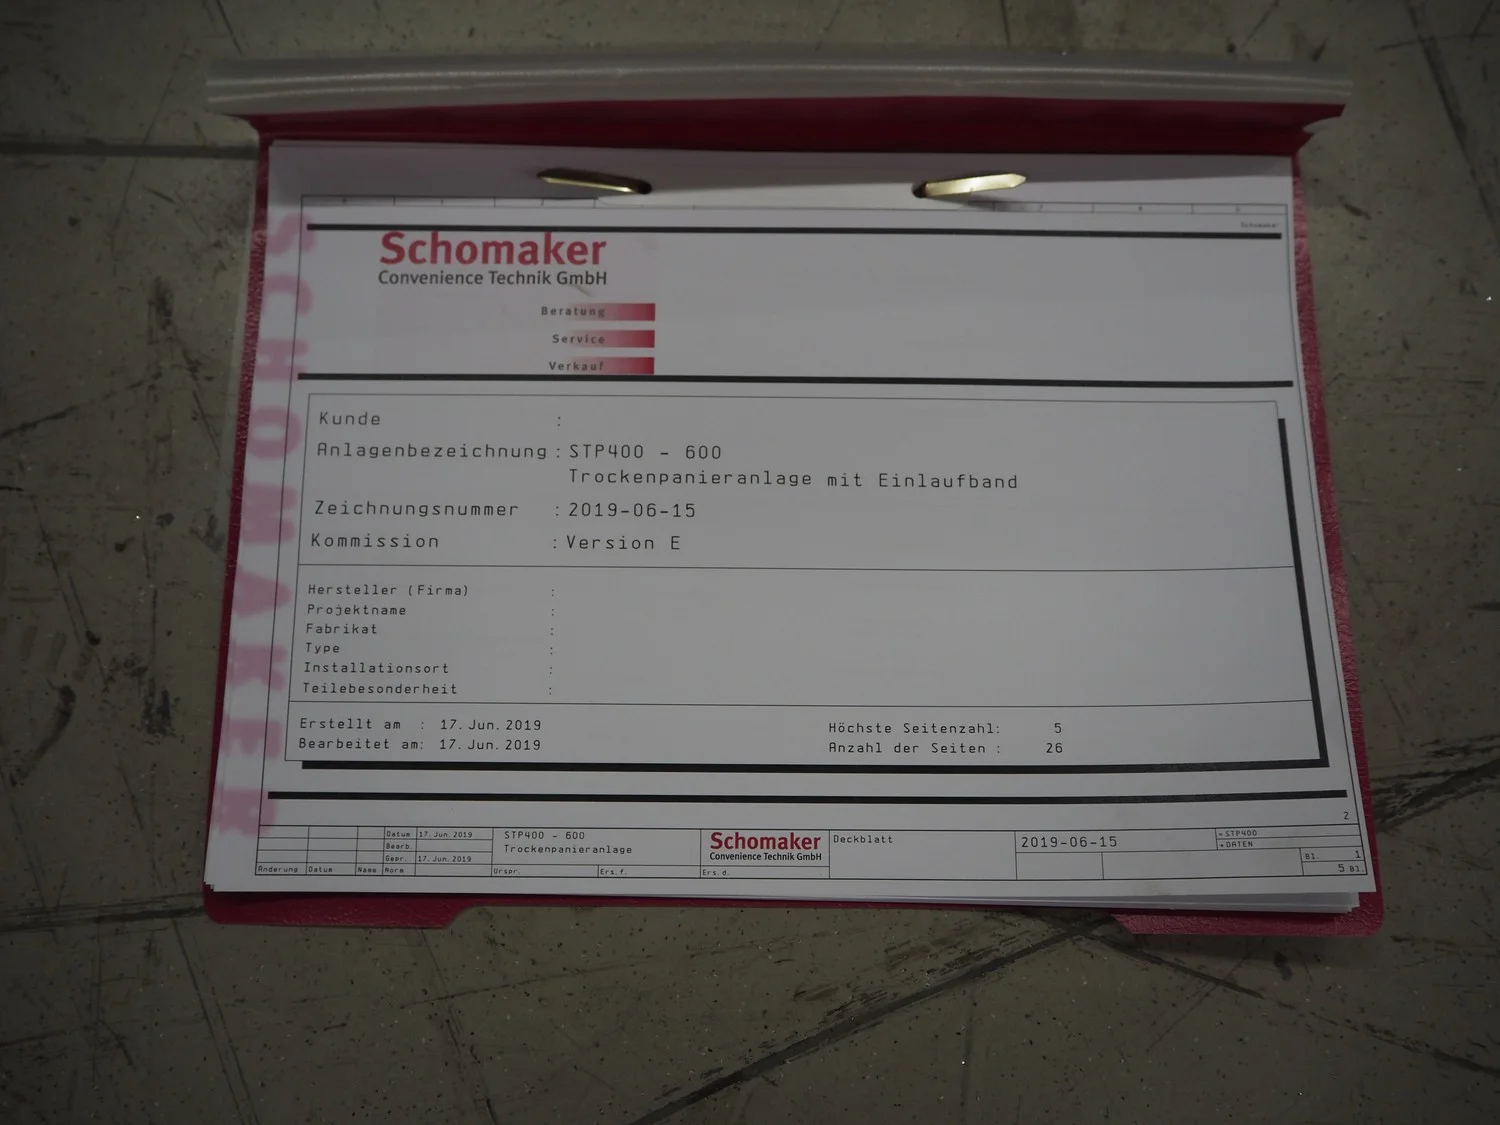 Schomaker
Schomaker
Convenience Technik GmbH
Beratung
Service
Verkauf
SCHOMAKER
Kunde :
Anlagenbezeichnung : STP400 - 600
Trockenpanieranlage mit Einlaufband
Zeichnungsnummer : 2019-06-15
Kommission : Version E
Hersteller (Firma) :
Projektname :
Fabrikat :
Type :
Installationsort :
Teilebesonderheit :
Erstellt am : 17. Jun. 2019 Höchste Seitenzahl: 5
Bearbeitet am: 17. Jun. 2019 Anzahl der Seiten : 26
2
Datum 17. Jun. 2019 STP400 - 600 Schomaker Deckblatt 2019-06-15 = STP400
Bearb. Trockenpanieranlage Convenience Technik GmbH + DATEN
Gepr. 17. Jun. 2019 Bl. 1
Änderung Datum Name Norm Urspr. Ers. f. Ers. d. 5 Bl.